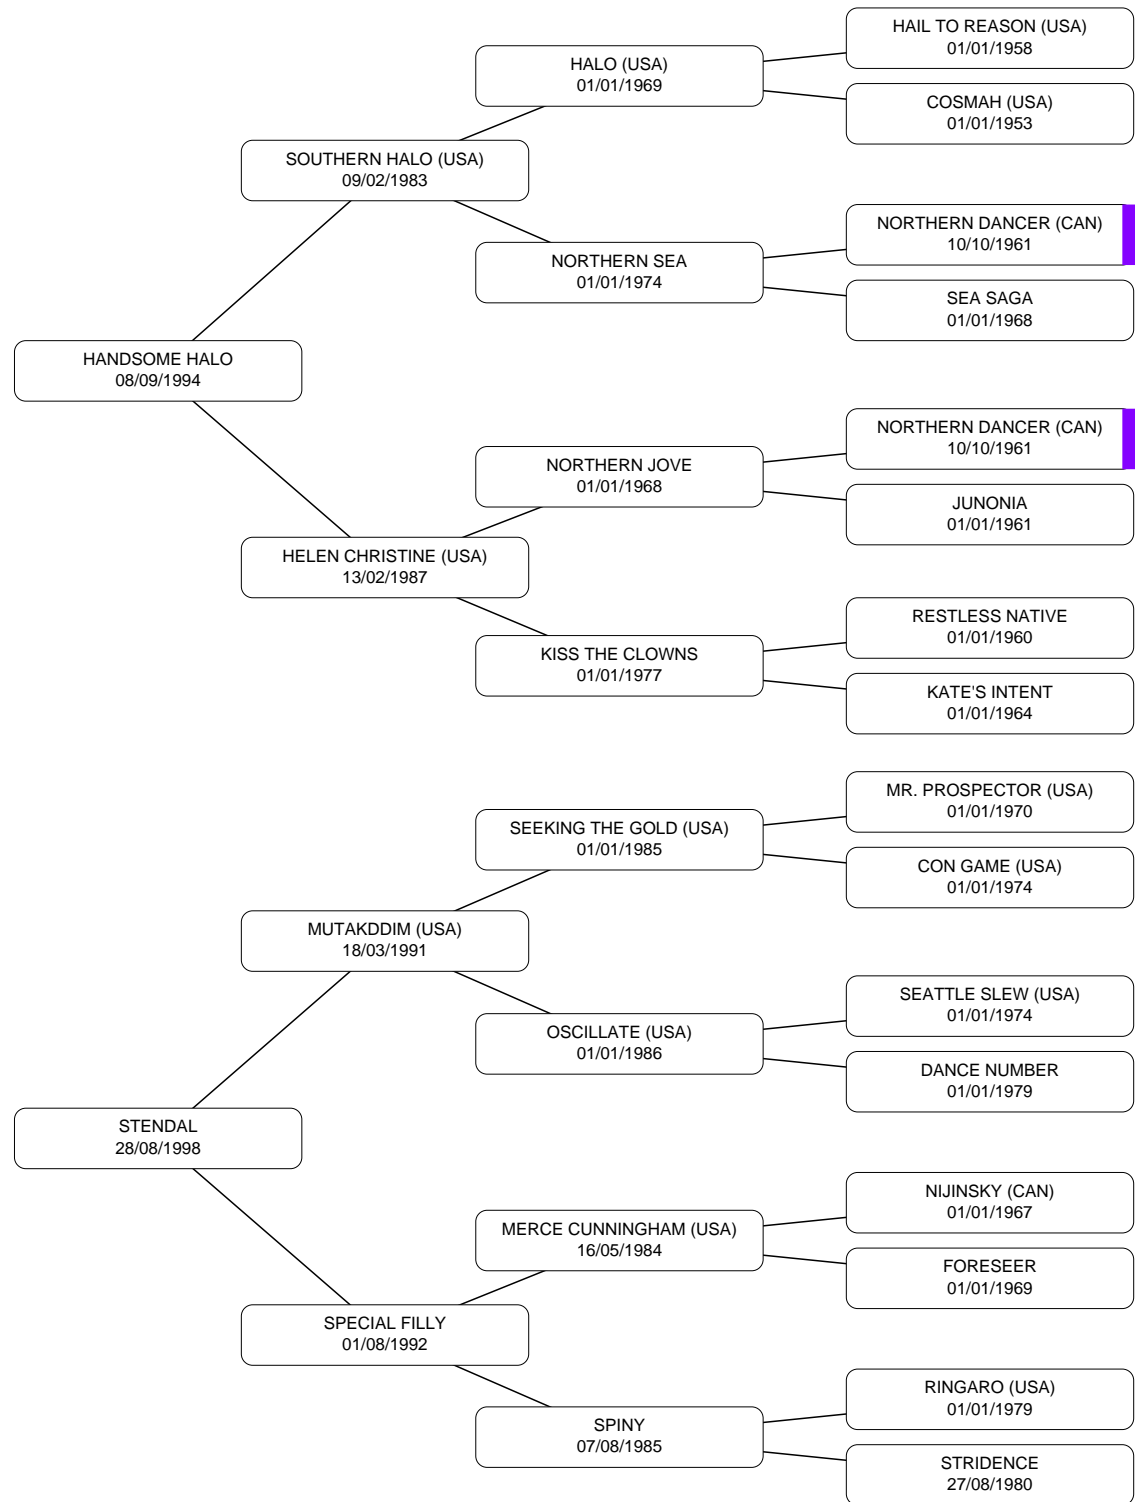 HAIL TO REASON (USA)
01/01/1958
HALO (USA)
01/01/1969
COSMAH (USA)
01/01/1953
SOUTHERN HALO (USA)
09/02/1983
NORTHERN DANCER (CAN)
10/10/1961
NORTHERN SEA
01/01/1974
SEA SAGA
01/01/1968
HANDSOME HALO
08/09/1994
NORTHERN DANCER (CAN)
10/10/1961
NORTHERN JOVE
01/01/1968
JUNONIA
01/01/1961
HELEN CHRISTINE (USA)
13/02/1987
RESTLESS NATIVE
01/01/1960
KISS THE CLOWNS
01/01/1977
KATE'S INTENT
01/01/1964
MR. PROSPECTOR (USA)
01/01/1970
SEEKING THE GOLD (USA)
01/01/1985
CON GAME (USA)
01/01/1974
MUTAKDDIM (USA)
18/03/1991
SEATTLE SLEW (USA)
01/01/1974
OSCILLATE (USA)
01/01/1986
DANCE NUMBER
01/01/1979
STENDAL
28/08/1998
NIJINSKY (CAN)
01/01/1967
MERCE CUNNINGHAM (USA)
16/05/1984
FORESEER
01/01/1969
SPECIAL FILLY
01/08/1992
RINGARO (USA)
01/01/1979
SPINY
07/08/1985
STRIDENCE
27/08/1980